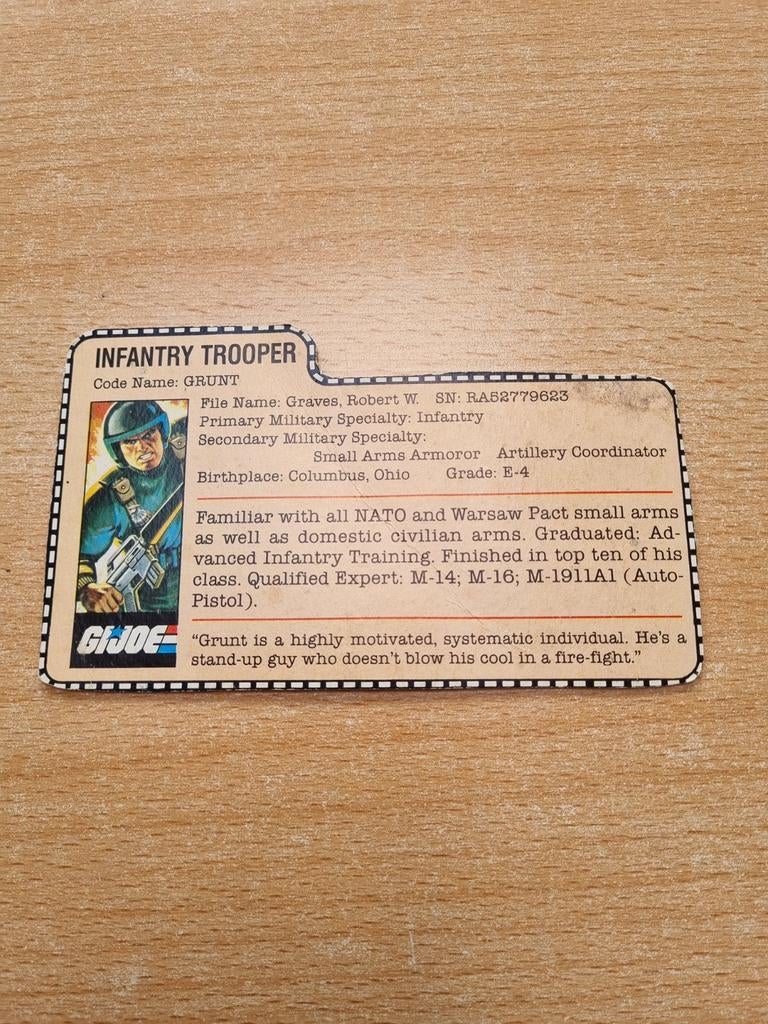 INFANTRY TROOPER
Code Name: GRUNT
File Name: Graves, Robert W. SN: RA52779623
Primary Military Specialty: Infantry
Secondary Military Specialty:
Small Arms Armoror Artillery Coordinator
Birthplace: Columbus, Ohio Grade: E-4
Familiar with all NATO and Warsaw Pact small arms
as well as domestic civilian arms. Graduated: Ad-
vanced Infantry Training. Finished in top ten of his
class. Qualified Expert: M-14; M-16; M-1911A1 (Auto-
Pistol).
GI JOE
"Grunt is a highly motivated, systematic individual. He's a
stand-up guy who doesn't blow his cool in a fire-fight."